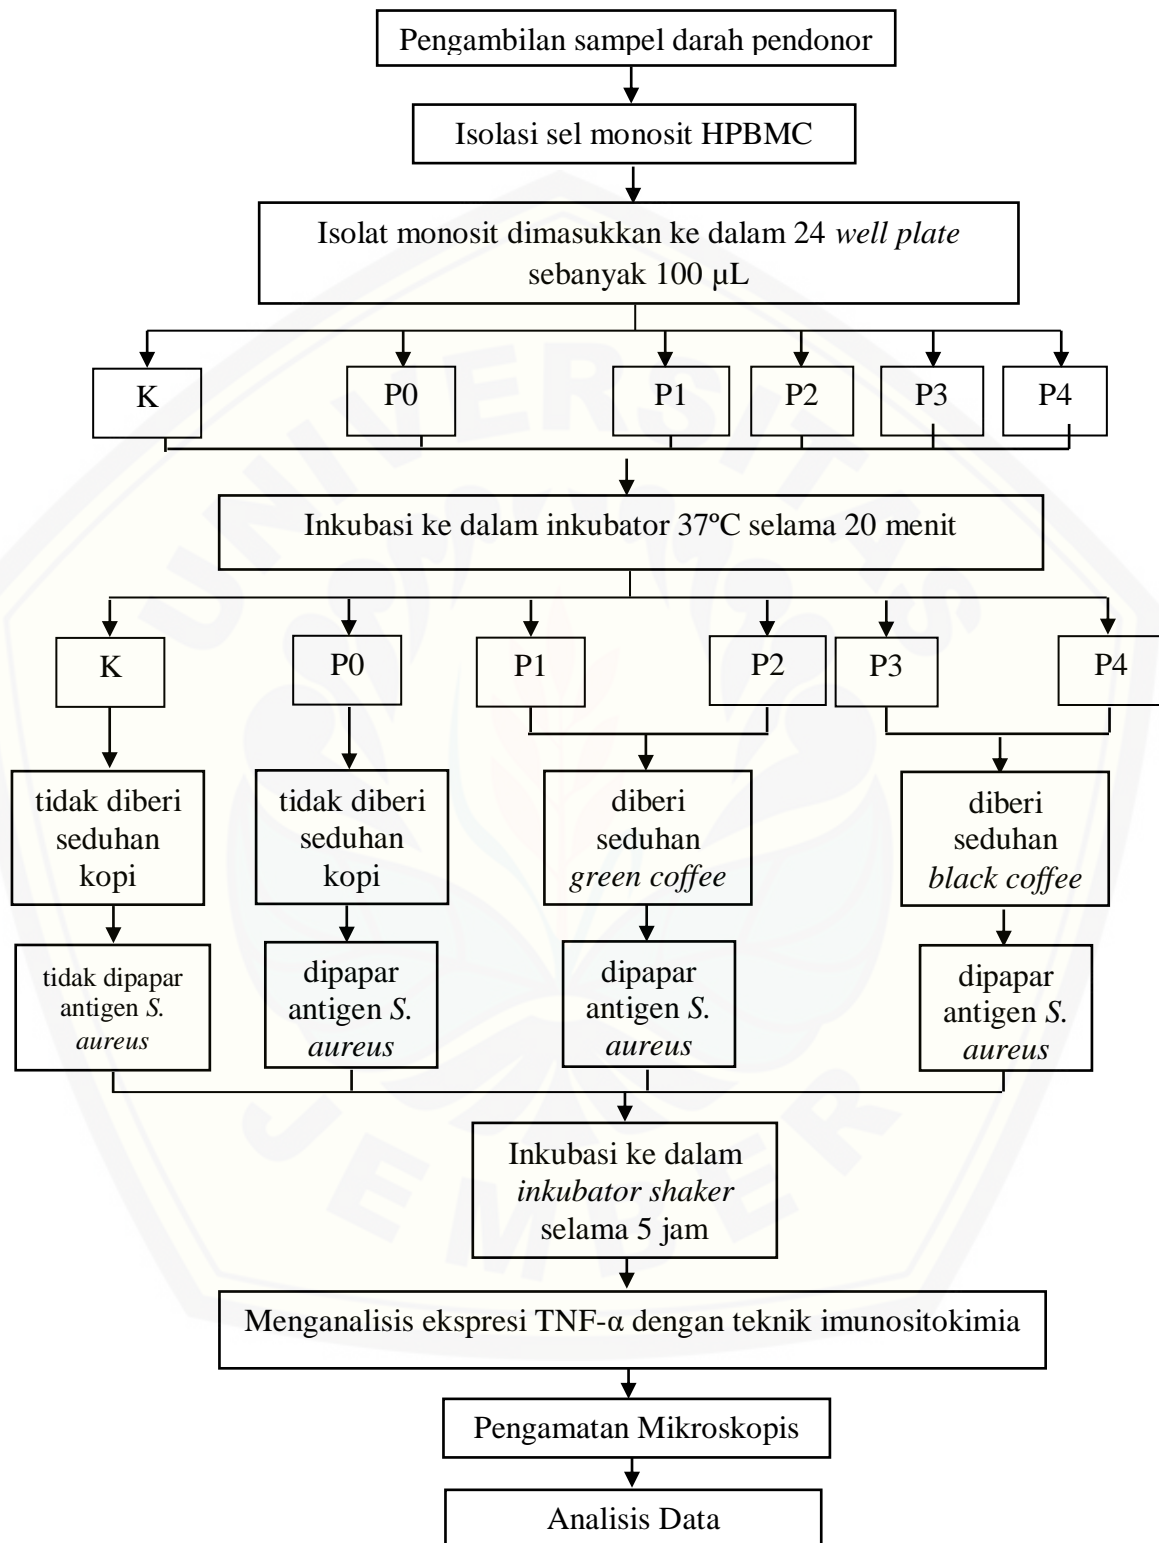 Pengambilan sampel darah pendonor
Isolasi sel monosit HPBMC
Isolat monosit dimasukkan ke dalam 24 well plate
sebanyak 100 µL
K
P0
P1
P2
P3
P4
Inkubasi ke dalam inkubator 37ºC selama 20 menit
K
P0
P1
P2
P3
P4
tidak diberi
seduhan
kopi
tidak diberi
seduhan
kopi
diberi
seduhan
green coffee
diberi
seduhan
black coffee
tidak dipapar
antigen S.
aureus
dipapar
antigen S.
aureus
dipapar
antigen S.
aureus
dipapar
antigen S.
aureus
Inkubasi ke dalam
inkubator shaker
selama 5 jam
Menganalisis ekspresi TNF-α dengan teknik imunositokimia
Pengamatan Mikroskopis
Analisis Data
UNIVERSITAS
JEMBER